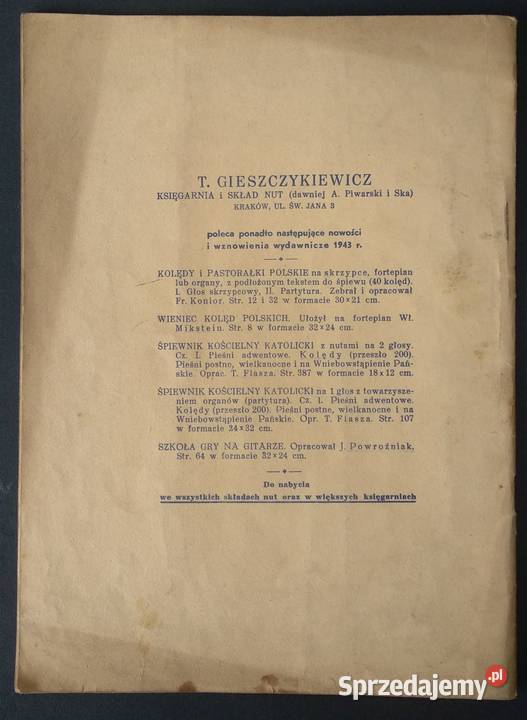 T. GIESZCZYKIEWICZ
KSIĘGARNIA i SKŁAD NUT (dawniej A. Piwarski i Ska)
KRAKÓW, UL. ŚW. JANA 3
poleca ponadto następujące nowości
i wznowienia wydawnicze 1943 r.
KOLĘDY i PASTORAŁKI POLSKIE na skrzypce, fortepian
lub organy, z podłożonym tekstem do śpiewu (40 kolęd).
I. Głos skrzypcowy, II. Partytura. Zebrał i opracował
Fr. Konior. Str. 12 i 32 w formacie 30×21 cm.
WIENIEC KOLĘD POLSKICH. Ułożył na fortepian Wł.
Mikstein. Str. 8 w formacie 32×24 cm.
ŚPIEWNIK KOŚCIELNY KATOLICKI z nutami na 2 głosy.
Cz. I. Pieśni adwentowe. Kolędy (przeszło 200).
Pieśni postne, wielkanocne i na Wniebowstąpienie Pań-
skie. Oprac. T. Flasza. Str. 387 w formacie 18×12 cm.
ŚPIEWNIK KOŚCIELNY KATOLICKI na 1 głos z towarzysze-
niem organów (partytura). Cz. I. Pieśni adwentowe.
Kolędy (przeszło 200). Pieśni postne, wielkanocne i na
Wniebowstąpienie Pańskie. Opr. T. Flasza. Str. 107
w formacie 24×32 cm.
SZKOŁA GRY NA GITARZE. Opracował J. Powroźniak.
Str. 64 w formacie 32×24 cm.
Do nabycia
we wszystkich składach nut oraz w większych księgarniach
Sprzedajemy.pl